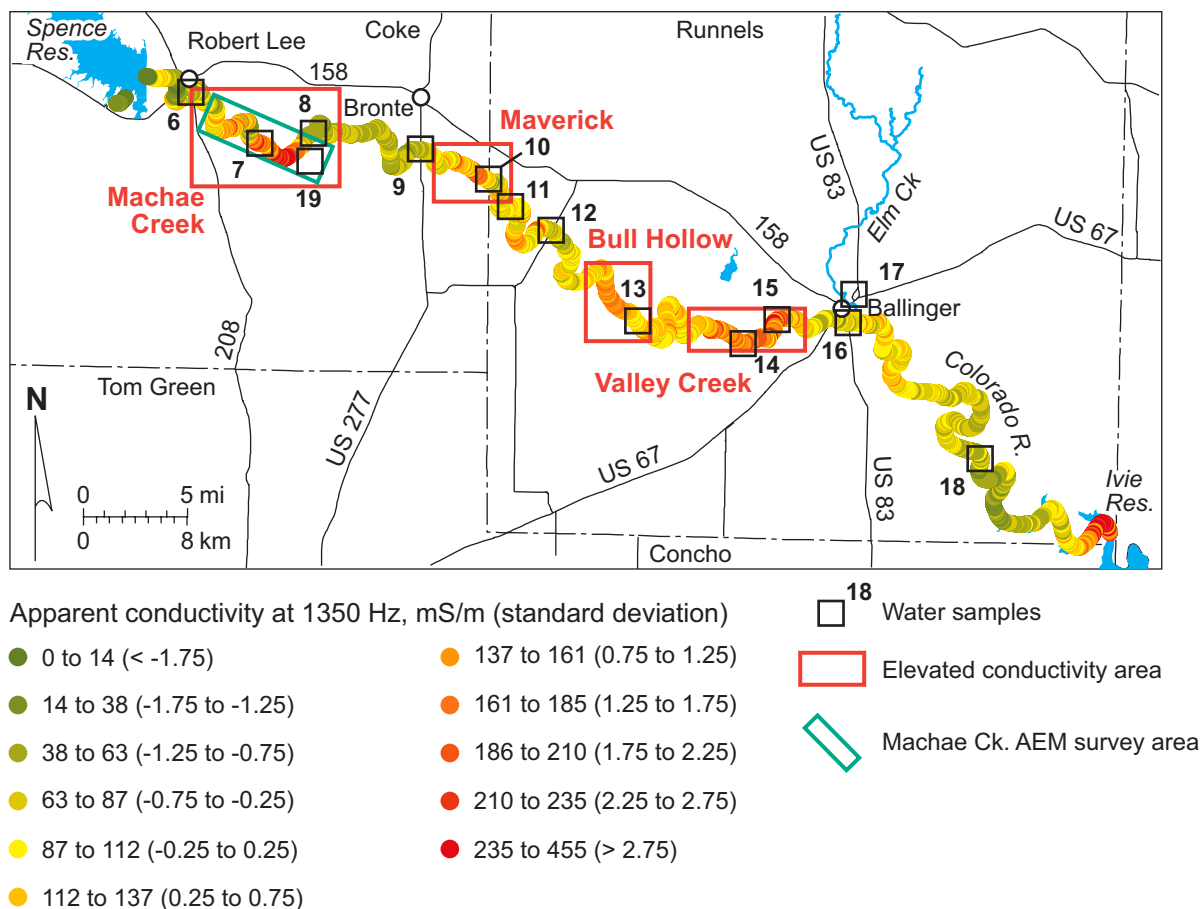 Spence
Res.
Robert Lee
Coke
Runnels
158
6
8
Bronte
Maverick
10
7
19
9
11
Machae
Creek
12
US 83
Elm Ck
US 67
Bull Hollow
158
17
13
15
Ballinger
14
16
208
Valley Creek
Tom Green
N
US 277
Colorado R.
US 67
US 83
18
Ivie
Res.
0 5 mi
0 8 km
Concho
Apparent conductivity at 1350 Hz, mS/m (standard deviation)
0 to 14 (< -1.75)
14 to 38 (-1.75 to -1.25)
38 to 63 (-1.25 to -0.75)
63 to 87 (-0.75 to -0.25)
87 to 112 (-0.25 to 0.25)
112 to 137 (0.25 to 0.75)
137 to 161 (0.75 to 1.25)
161 to 185 (1.25 to 1.75)
186 to 210 (1.75 to 2.25)
210 to 235 (2.25 to 2.75)
235 to 455 (> 2.75)
18
Water samples
Elevated conductivity area
Machae Ck. AEM survey area